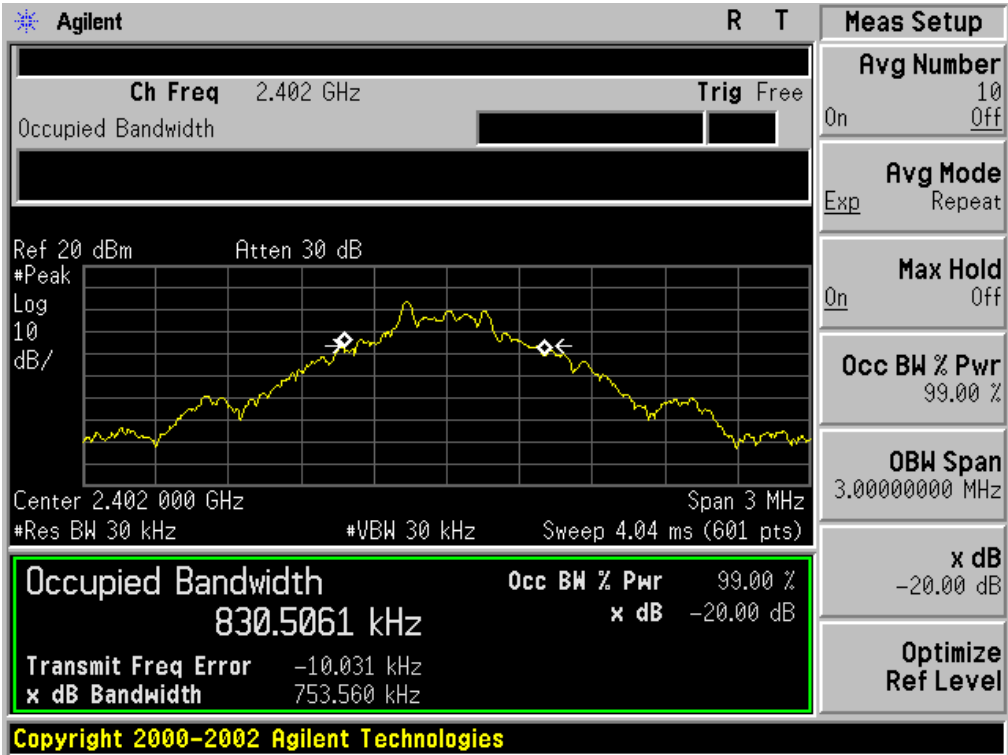 Agilent R T
Ch Freq 2.402 GHz Trig Free
Occupied Bandwidth
Ref 20 dBm Atten 30 dB
#Peak
Log
10
dB/
Center 2.402 000 GHz Span 3 MHz
#Res BW 30 kHz #VBW 30 kHz Sweep 4.04 ms (601 pts)
Occupied Bandwidth
830.5061 kHz
Occ BW % Pwr 99.00 %
x dB -20.00 dB
Transmit Freq Error -10.031 kHz
x dB Bandwidth 753.560 kHz
Copyright 2000-2002 Agilent Technologies
Meas Setup
Avg Number
10
On Off
Avg Mode
Exp Repeat
Max Hold
On Off
Occ BW % Pwr
99.00 %
OBW Span
3.00000000 MHz
x dB
-20.00 dB
Optimize
Ref Level